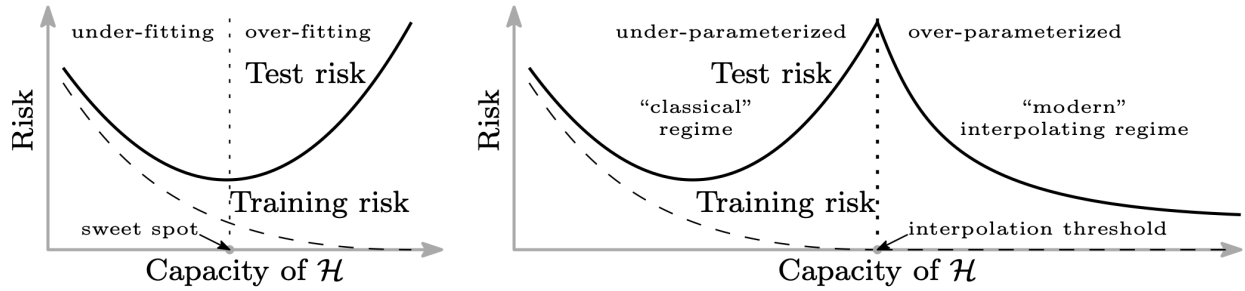 under-fitting
over-fitting
Test risk
Risk
Training risk
sweet spot
Capacity of ℋ
under-parameterized
over-parameterized
Test risk
“classical”
regime
“modern”
interpolating regime
Risk
Training risk
interpolation threshold
Capacity of ℋ